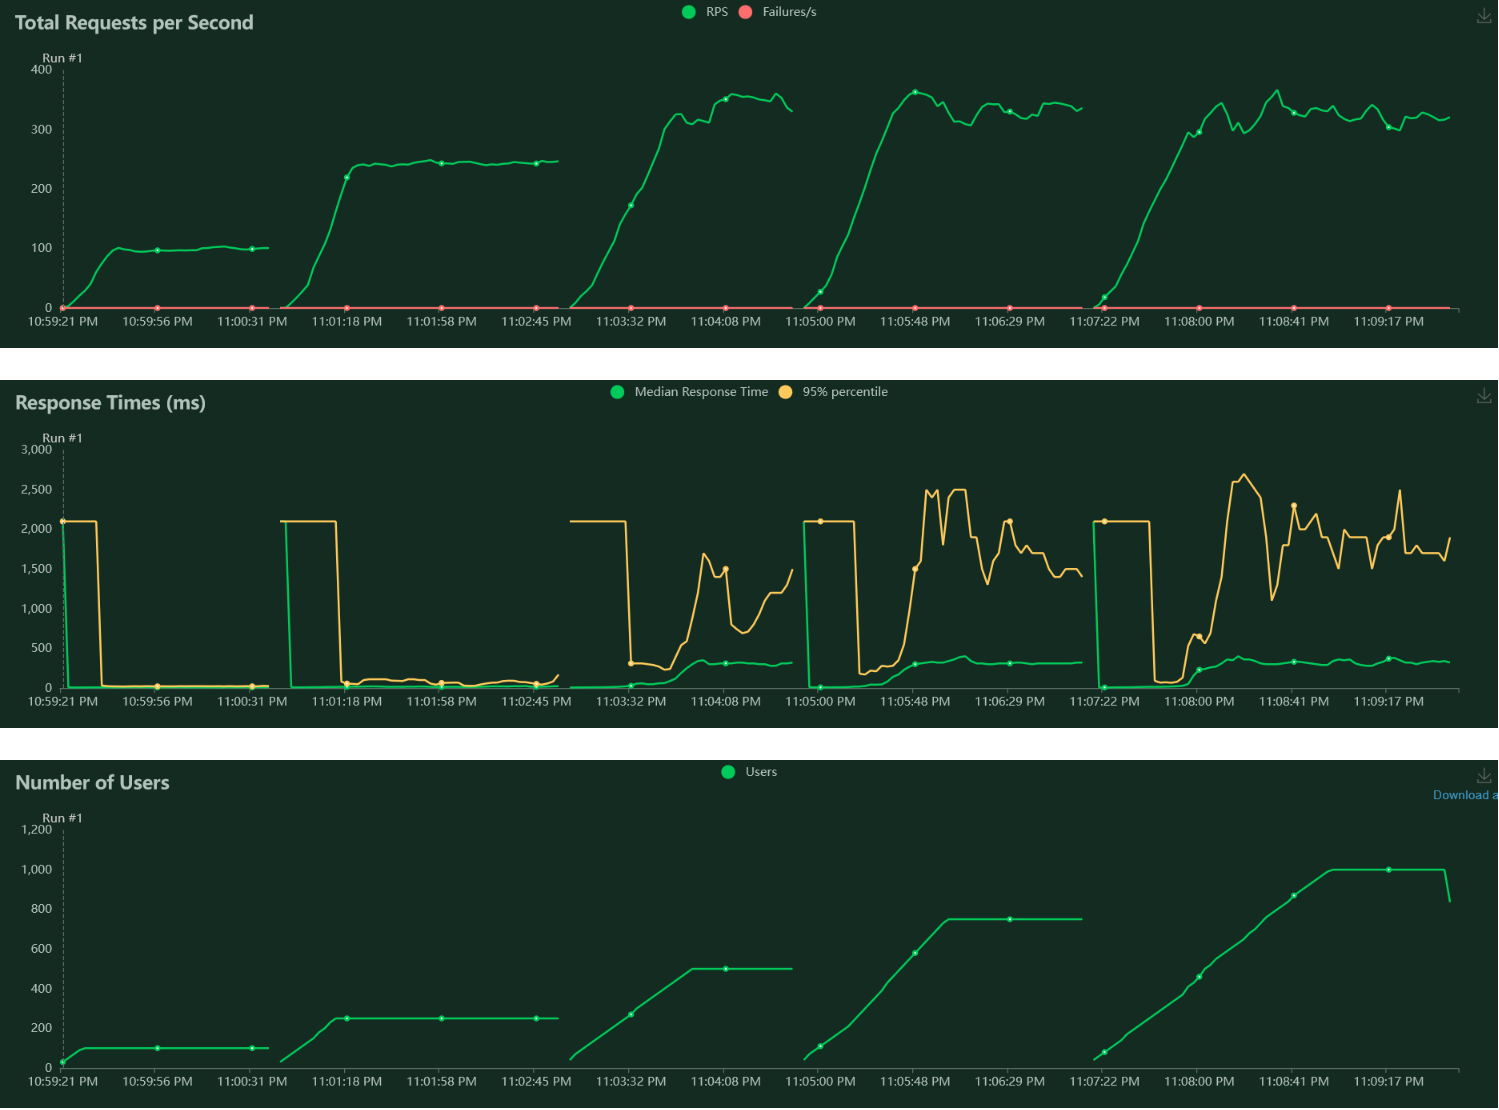 Total Requests per Second
RPS Failures/s
Run #1
400
300
200
100
0
10:59:21 PM 10:59:56 PM 11:00:31 PM 11:01:18 PM 11:01:58 PM 11:02:45 PM 11:03:32 PM 11:04:08 PM 11:05:00 PM 11:05:48 PM 11:06:29 PM 11:07:22 PM 11:08:00 PM 11:08:41 PM 11:09:17 PM
Response Times (ms)
Median Response Time 95% percentile
Run #1
3,000
2,500
2,000
1,500
1,000
500
0
10:59:21 PM 10:59:56 PM 11:00:31 PM 11:01:18 PM 11:01:58 PM 11:02:45 PM 11:03:32 PM 11:04:08 PM 11:05:00 PM 11:05:48 PM 11:06:29 PM 11:07:22 PM 11:08:00 PM 11:08:41 PM 11:09:17 PM
Number of Users
Users
Download a
Run #1
1,200
1,000
800
600
400
200
0
10:59:21 PM 10:59:56 PM 11:00:31 PM 11:01:18 PM 11:01:58 PM 11:02:45 PM 11:03:32 PM 11:04:08 PM 11:05:00 PM 11:05:48 PM 11:06:29 PM 11:07:22 PM 11:08:00 PM 11:08:41 PM 11:09:17 PM